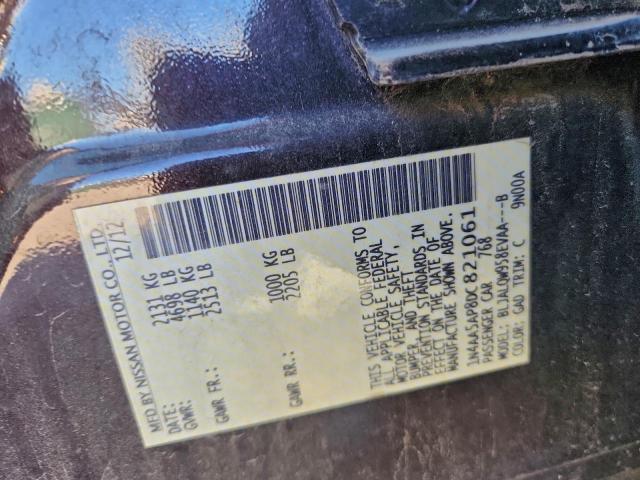 MFD BY NISSAN MOTOR CO., LTD.
DATE: 12/12
GVWR: 2131 KG
4698 LB
GAWR FR.: 1140 KG
2513 LB
GAWR RR.: 1000 KG
2205 LB
THIS VEHICLE CONFORMS TO
ALL APPLICABLE FEDERAL
MOTOR VEHICLE SAFETY,
BUMPER, AND THEFT
PREVENTION STANDARDS IN
EFFECT ON THE DATE OF
MANUFACTURE SHOWN ABOVE.
1N4AA5AP8DC821061
PASSENGER CAR 768
MODEL: BLJALQW958EVAA---B
COLOR: GAD TRIM: C 9N00A